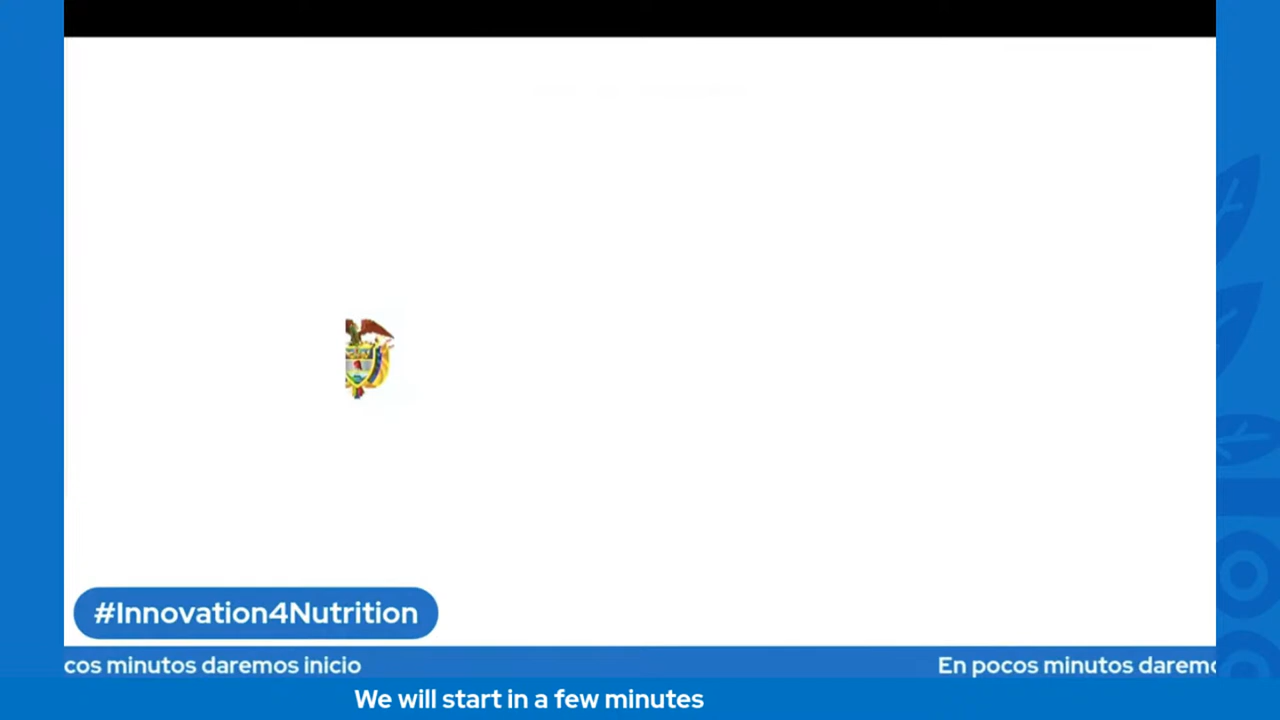 #Innovation4Nutrition
cos minutos daremos inicio En pocos minutos daremo
We will start in a few minutes